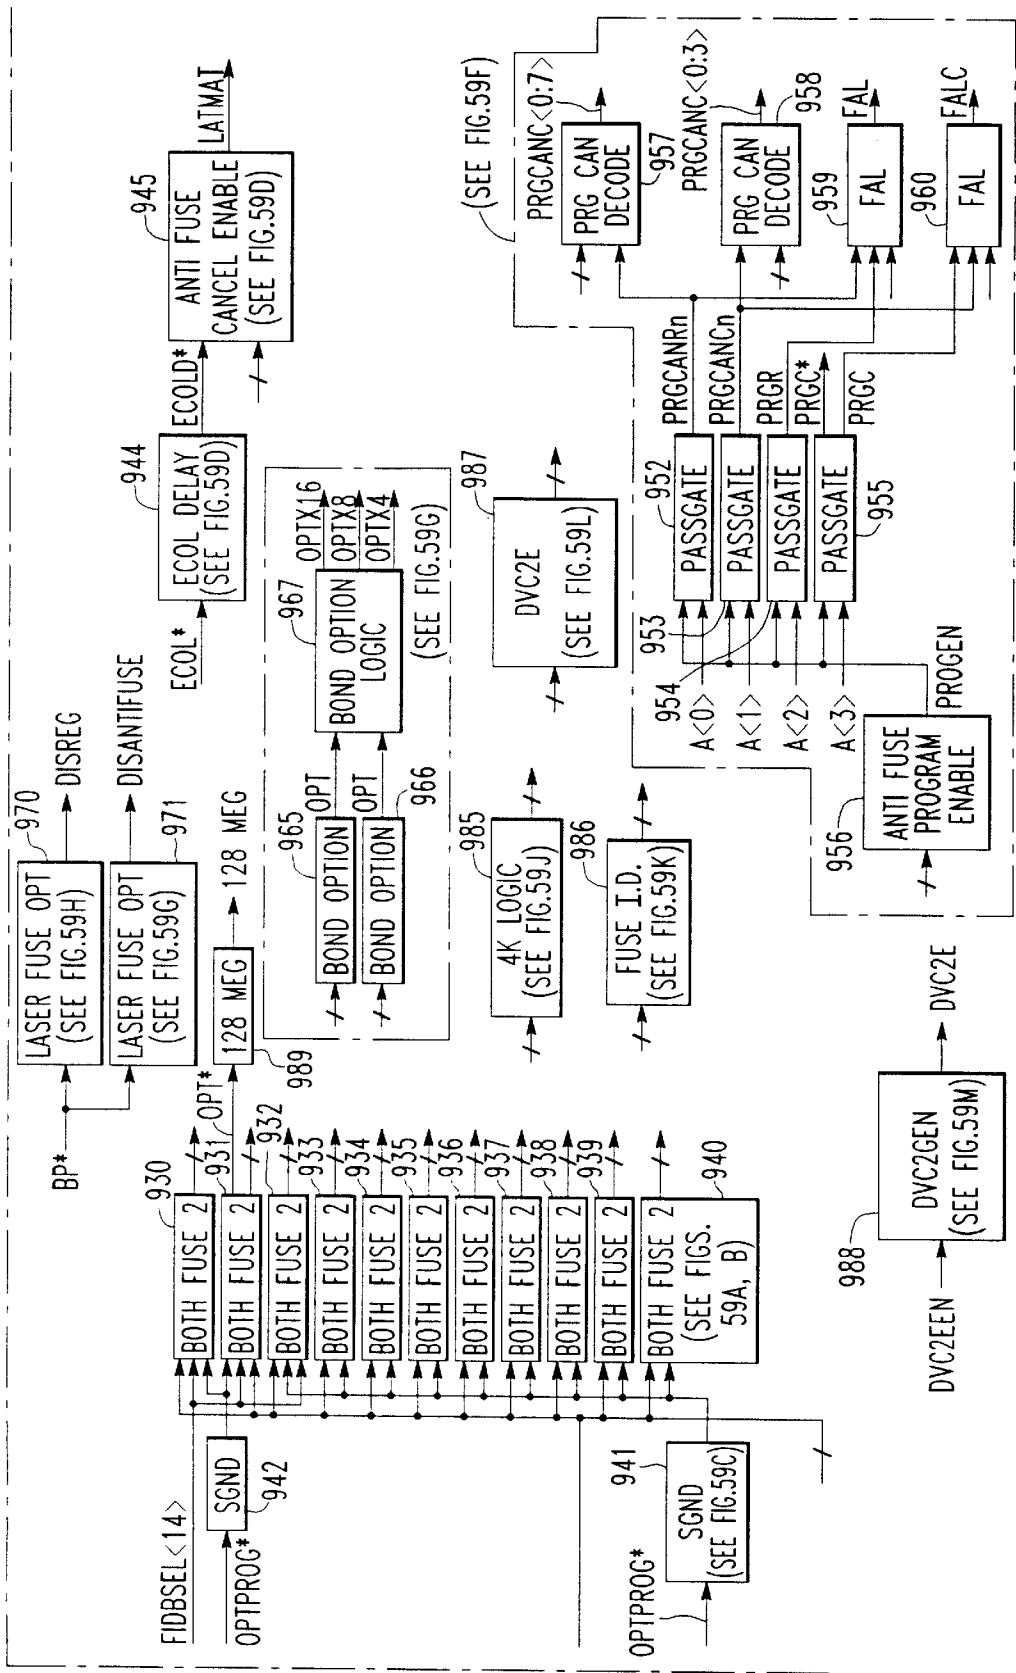 FIDBSEL<14>
OPTPROG*
SGND
942
OPTPROG*
941
SGND
(SEE FIG.59C)
BOTH FUSE 2
930
BOTH FUSE 2
931
BOTH FUSE 2
932
BOTH FUSE 2
933
BOTH FUSE 2
934
BOTH FUSE 2
935
BOTH FUSE 2
936
BOTH FUSE 2
937
BOTH FUSE 2
938
BOTH FUSE 2
939
BOTH FUSE 2
(SEE FIGS.
59A, B)
940
OPT*
128 MEG
989
128 MEG
BP*
LASER FUSE OPT
(SEE FIG.59H)
970
DISREG
LASER FUSE OPT
(SEE FIG.59G)
971
DISANTIFUSE
ECOL*
944
ECOL DELAY
(SEE FIG.59D)
ECOLD*
945
ANTI FUSE
CANCEL ENABLE
(SEE FIG.59D)
LATMAT
965
BOND OPTION
OPT
BOND OPTION
OPT
966
967
BOND OPTION
LOGIC
OPTX16
OPTX8
OPTX4
(SEE FIG.59G)
985
4K LOGIC
(SEE FIG.59J)
986
FUSE I.D.
(SEE FIG.59K)
987
DVC2E
(SEE FIG.59L)
DVC2EEN
988
DVC2GEN
(SEE FIG.59M)
DVC2E
956
ANTI FUSE
PROGRAM
ENABLE
PROGEN
A<0>
A<1>
A<2>
A<3>
952
PASSGATE
953
PASSGATE
954
PASSGATE
PASSGATE
955
PRGCANRn
PRGCANCn
PRGR
PRGC*
PRGC
(SEE FIG.59F)
PRG CAN
DECODE
957
PRGCANC<0:7>
PRG CAN
DECODE
958
PRGCANC<0:3>
959
FAL
FAL
960
FAL
FALC